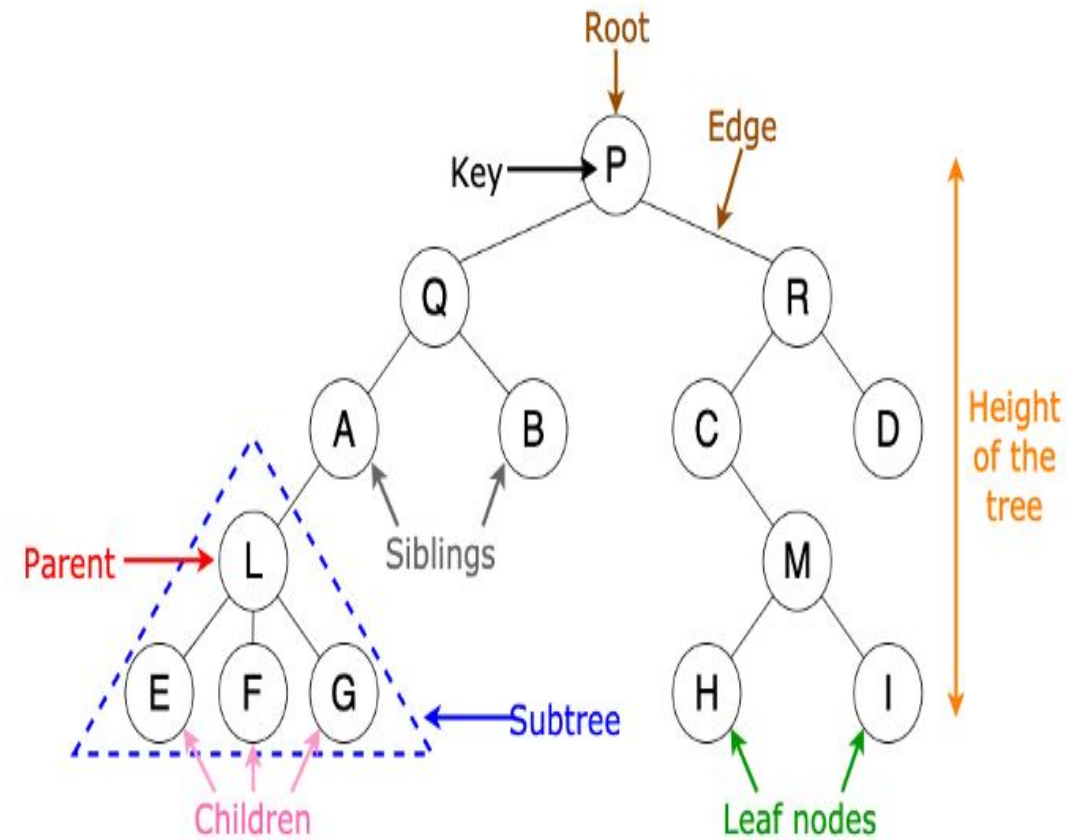 Root
Edge
Key
P
Q
R
A
B
C
D
Height
of the
tree
Siblings
Parent
L
M
E
F
G
H
I
Subtree
Children
Leaf nodes